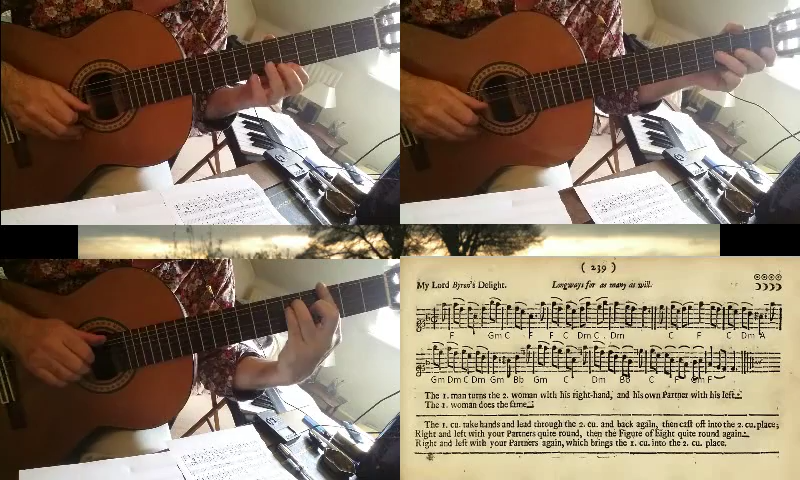 ( 239 )
My Lord Byron's Delight. Longways for as many as will.
F Gm C F F C Dm C Dm C F C Dm A
Gm Dm C Dm Gm Bb Gm C Dm Bb C F Gm F
The 1. man turns the 2. woman with his right-hand, and his own Partner with his left.
The 1. woman does the same.
The 1. cu. take hands and lead through the 2. cu. and back again, then cast off into the 2. cu. place;
Right and left with your Partners quite round, then the Figure of Eight quite round again.
Right and left with your Partners again, which brings the 1. cu. into the 2. cu. place.